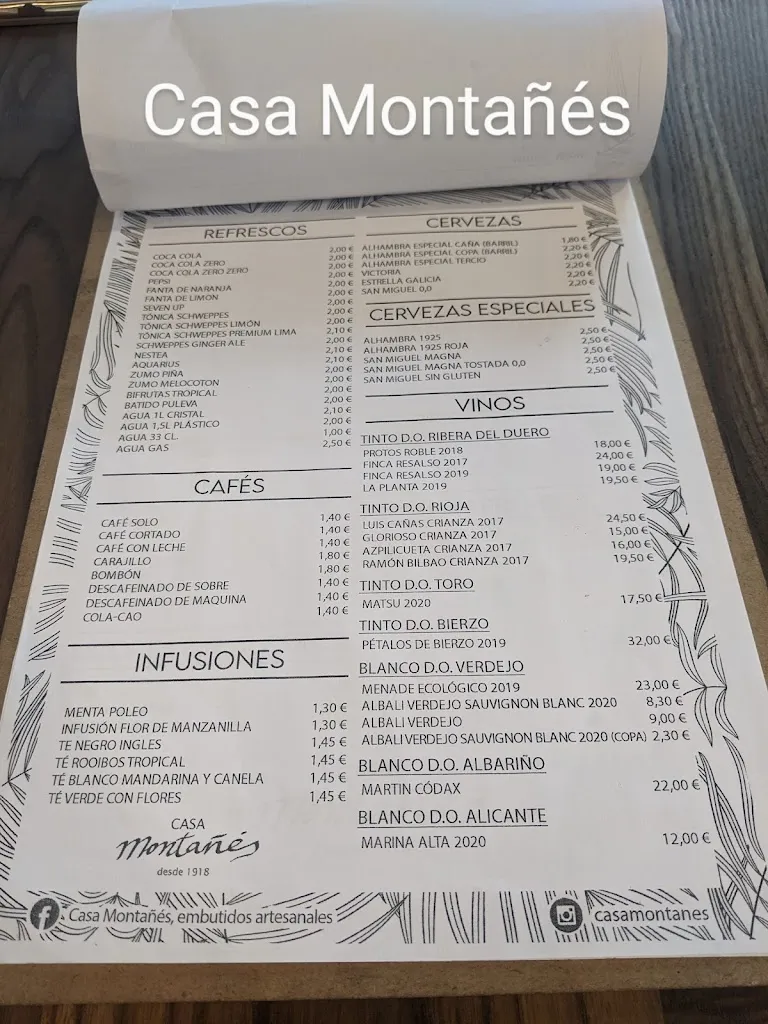 Casa Montañés
REFRESCOS
COCA COLA 2,00 €
COCA COLA ZERO 2,00 €
COCA COLA ZERO ZERO 2,00 €
PEPSI 2,00 €
FANTA DE NARANJA 2,00 €
FANTA DE LIMON 2,00 €
SEVEN UP 2,00 €
TÓNICA SCHWEPPES 2,00 €
TÓNICA SCHWEPPES LIMÓN 2,00 €
TÓNICA SCHWEPPES PREMIUM LIMA 2,10 €
SCHWEPPES GINGER ALE 2,00 €
NESTEA 2,10 €
AQUARIUS 2,10 €
ZUMO PIÑA 2,00 €
ZUMO MELOCOTON 2,00 €
BIFRUTAS TROPICAL 2,00 €
BATIDO PULEVA 2,00 €
AGUA 1L CRISTAL 2,10 €
AGUA 1,5L PLÁSTICO 2,00 €
AGUA 33 CL. 1,00 €
AGUA GAS 2,50 €
CAFÉS
CAFÉ SOLO 1,40 €
CAFÉ CORTADO 1,40 €
CAFÉ CON LECHE 1,40 €
CARAJILLO 1,80 €
BOMBÓN 1,80 €
DESCAFEINADO DE SOBRE 1,40 €
DESCAFEINADO DE MAQUINA 1,40 €
COLA-CAO 1,40 €
INFUSIONES
MENTA POLEO 1,30 €
INFUSIÓN FLOR DE MANZANILLA 1,30 €
TE NEGRO INGLES 1,45 €
TÉ ROOIBOS TROPICAL 1,45 €
TÉ BLANCO MANDARINA Y CANELA 1,45 €
TÉ VERDE CON FLORES 1,45 €
CASA
Montañés
desde 1918
CERVEZAS
ALHAMBRA ESPECIAL CAÑA (BARRIL) 1,80 €
ALHAMBRA ESPECIAL COPA (BARRIL) 2,20 €
ALHAMBRA ESPECIAL TERCIO 2,20 €
VICTORIA 2,20 €
ESTRELLA GALICIA 2,20 €
SAN MIGUEL 0,0 2,20 €
CERVEZAS ESPECIALES
ALHAMBRA 1925 2,50 €
ALHAMBRA 1925 ROJA 2,50 €
SAN MIGUEL MAGNA 2,50 €
SAN MIGUEL MAGNA TOSTADA 0,0 2,50 €
SAN MIGUEL SIN GLUTEN 2,50 €
VINOS
TINTO D.O. RIBERA DEL DUERO
PROTOS ROBLE 2018 18,00 €
FINCA RESALSO 2017 24,00 €
FINCA RESALSO 2019 19,00 €
LA PLANTA 2019 19,50 €
TINTO D.O. RIOJA
LUIS CAÑAS CRIANZA 2017 24,50 €
GLORIOSO CRIANZA 2017 15,00 €
AZPILICUETA CRIANZA 2017 16,00 €
RAMÓN BILBAO CRIANZA 2017 19,50 €
TINTO D.O. TORO
MATSU 2020 17,50 €
TINTO D.O. BIERZO
PÉTALOS DE BIERZO 2019 32,00 €
BLANCO D.O. VERDEJO
MENADE ECOLÓGICO 2019 23,00 €
ALBALI VERDEJO SAUVIGNON BLANC 2020 8,30 €
ALBALI VERDEJO 9,00 €
ALBALI VERDEJO SAUVIGNON BLANC 2020 (COPA) 2,30 €
BLANCO D.O. ALBARIÑO
MARTIN CÓDAX 22,00 €
BLANCO D.O. ALICANTE
MARINA ALTA 2020 12,00 €
Casa Montañés, embutidos artesanales
casamontanes